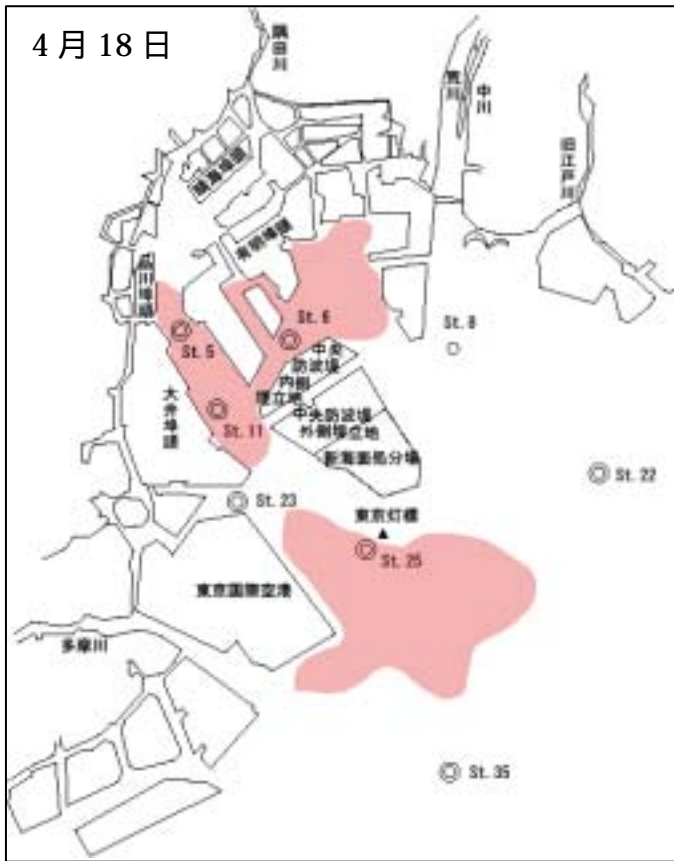 4月18日
隅田川
荒川
中川
旧江戸川
晴海埠頭
有明埠頭
品川埠頭
St.5
St.6
St.8
中央
防波堤
内側
埋立地
大井埠頭
St.11
中央防波堤
外側埋立地
新海面処分場
St.22
St.23
東京灯標
St.25
東京国際空港
多摩川
St.35